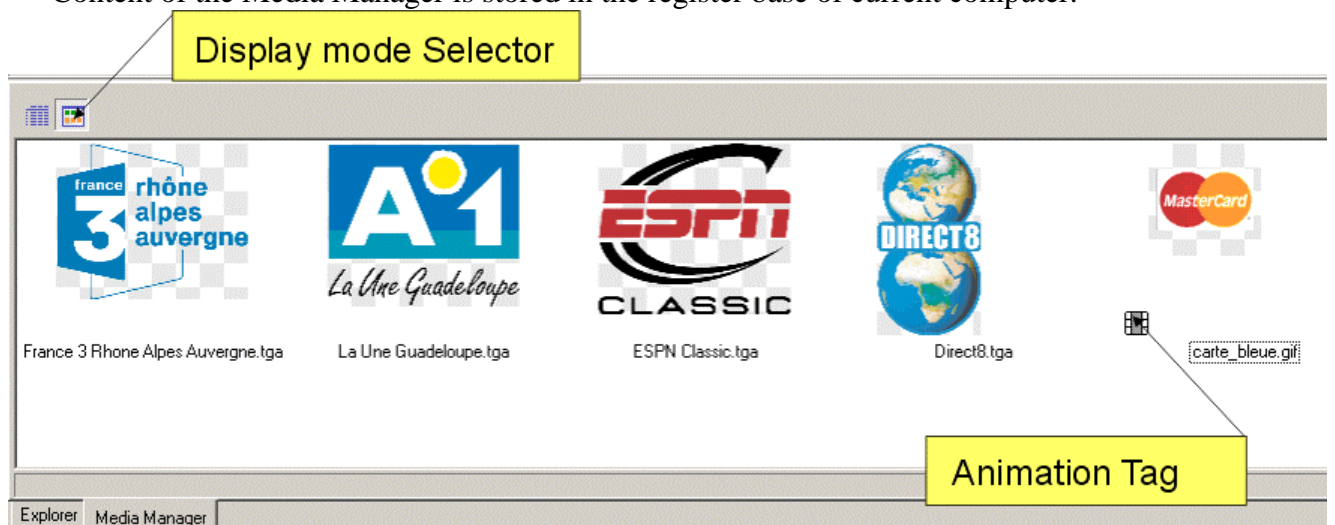 Content of the Media Manager is stored in the register base of current computer.
Display mode Selector
france
3
rhône
alpes
auvergne
A1
La Une Guadeloupe
ESPN
CLASSIC
DIRECT8
8
MasterCard
France 3 Rhone Alpes Auvergne.tga
La Une Guadeloupe.tga
ESPN Classic.tga
Direct8.tga
carte_bleue.gif
Animation Tag
Explorer
Media Manager